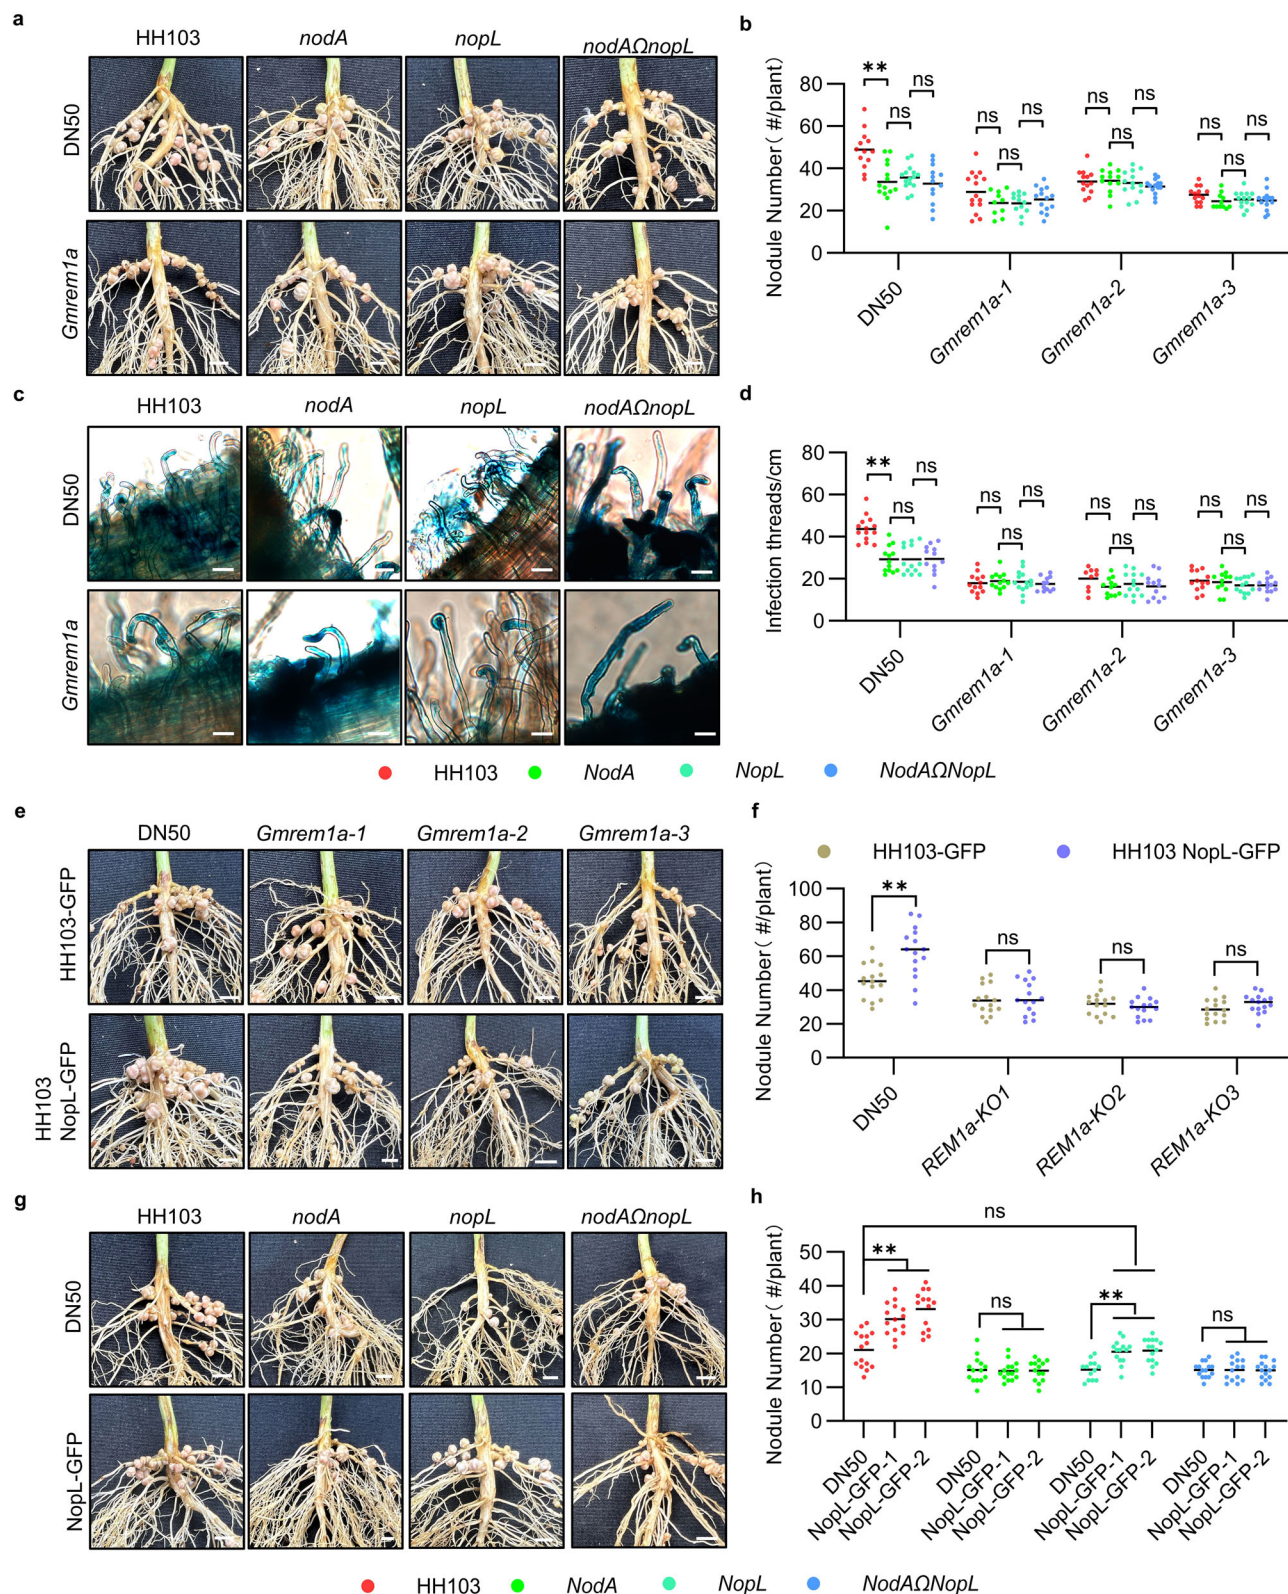 a
HH103 nodA nopL nodAΩnopL
DN50
Gmrem1a
b
Nodule Number( #/plant)
80
60
40
20
0
** ns ns ns ns ns ns ns ns ns ns ns
DN50 Gmrem1a-1 Gmrem1a-2 Gmrem1a-3
c
HH103 nodA nopL nodAΩnopL
DN50
Gmrem1a
d
Infection threads/cm
80
60
40
20
0
** ns ns ns ns ns ns ns ns ns ns ns
DN50 Gmrem1a-1 Gmrem1a-2 Gmrem1a-3
HH103 NodA NopL NodAΩNopL
e
DN50 Gmrem1a-1 Gmrem1a-2 Gmrem1a-3
HH103-GFP
HH103
NopL-GFP
f
HH103-GFP HH103 NopL-GFP
Nodule Number( #/plant)
100
80
60
40
20
0
** ns ns ns
DN50 REM1a-KO1 REM1a-KO2 REM1a-KO3
g
HH103 nodA nopL nodAΩnopL
DN50
NopL-GFP
h
Nodule Number( #/plant)
50
40
30
20
10
0
ns
** ns ** ns
DN50 NopL-GFP-1 NopL-GFP-2 DN50 NopL-GFP-1 NopL-GFP-2 DN50 NopL-GFP-1 NopL-GFP-2 DN50 NopL-GFP-1 NopL-GFP-2
HH103 NodA NopL NodAΩNopL